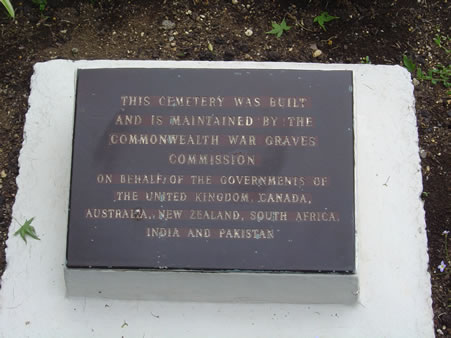 THIS CEMETERY WAS BUILT
AND IS MAINTAINED BY THE
COMMONWEALTH WAR GRAVES
COMMISSION
ON BEHALF OF THE GOVERNMENTS OF
THE UNITED KINGDOM, CANADA,
AUSTRALIA, NEW ZEALAND, SOUTH AFRICA,
INDIA AND PAKISTAN